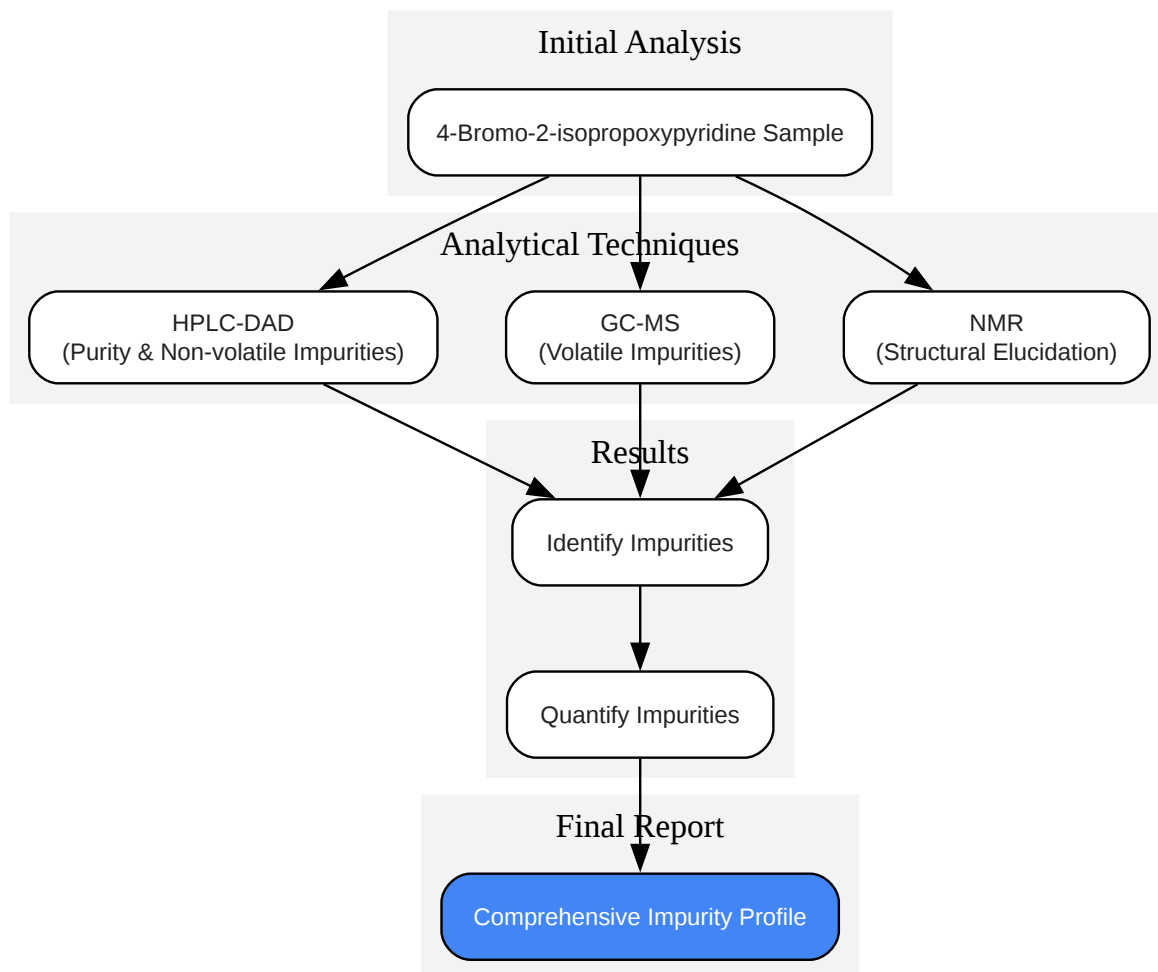 Initial Analysis
4-Bromo-2-isopropoxypyridine Sample
Analytical Techniques
HPLC-DAD
(Purity & Non-volatile Impurities)
GC-MS
(Volatile Impurities)
NMR
(Structural Elucidation)
Results
Identify Impurities
Quantify Impurities
Final Report
Comprehensive Impurity Profile